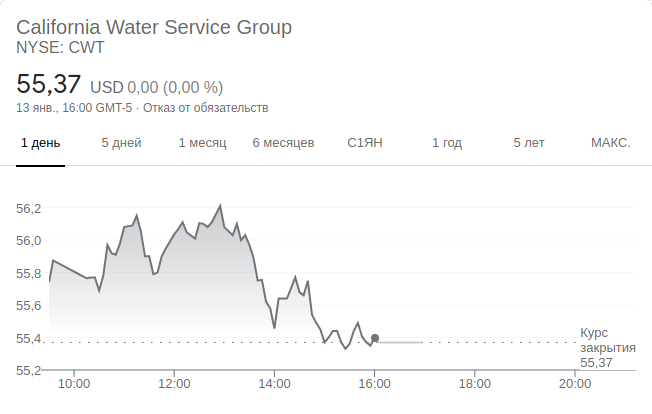 California Water Service Group
NYSE: CWT
55,37 USD 0,00 (0,00 %)
13 янв., 16:00 GMT-5 · Отказ от обязательств
1 день 5 дней 1 месяц 6 месяцев С1ЯН 1 год 5 лет МАКС.
56,2
56,0
55,8
55,6
55,4
Курс
закрытия
55,37
55,2
10:00 12:00 14:00 16:00 18:00 20:00